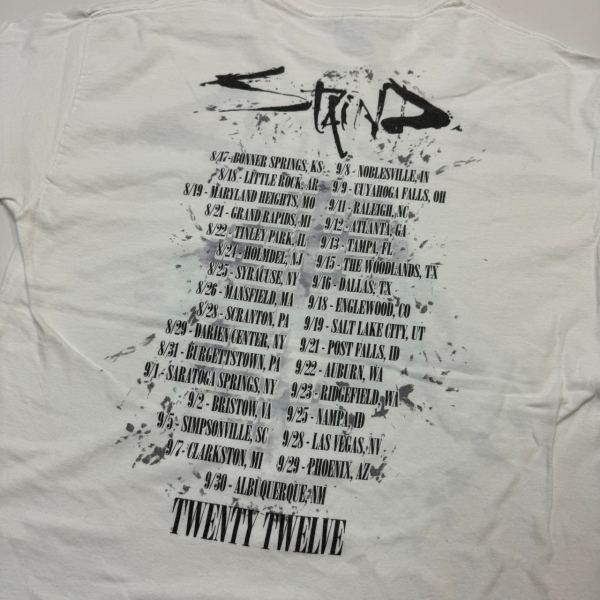 STAIND
8/17 - BONNER SPRINGS, KS
8/18 - LITTLE ROCK, AR
8/19 - MARYLAND HEIGHTS, MO
8/21 - GRAND RAPIDS, MI
8/22 - TINLEY PARK, IL
8/24 - HOLMDEL, NJ
8/25 - SYRACUSE, NY
8/26 - MANSFIELD, MA
8/28 - SCRANTON, PA
8/29 - DARIEN CENTER, NY
8/31 - BURGETTSTOWN, PA
9/1 - SARATOGA SPRINGS, NY
9/2 - BRISTOW, VA
9/5 - SIMPSONVILLE, SC
9/7 - CLARKSTON, MI
9/8 - NOBLESVILLE, IN
9/9 - CUYAHOGA FALLS, OH
9/11 - RALEIGH, NC
9/12 - ATLANTA, GA
9/13 - TAMPA, FL
9/15 - THE WOODLANDS, TX
9/16 - DALLAS, TX
9/18 - ENGLEWOOD, CO
9/19 - SALT LAKE CITY, UT
9/21 - POST FALLS, ID
9/22 - AUBURN, WA
9/23 - RIDGEFIELD, WA
9/25 - NAMPA, ID
9/28 - LAS VEGAS, NV
9/29 - PHOENIX, AZ
9/30 - ALBUQUERQUE, NM
TWENTY TWELVE